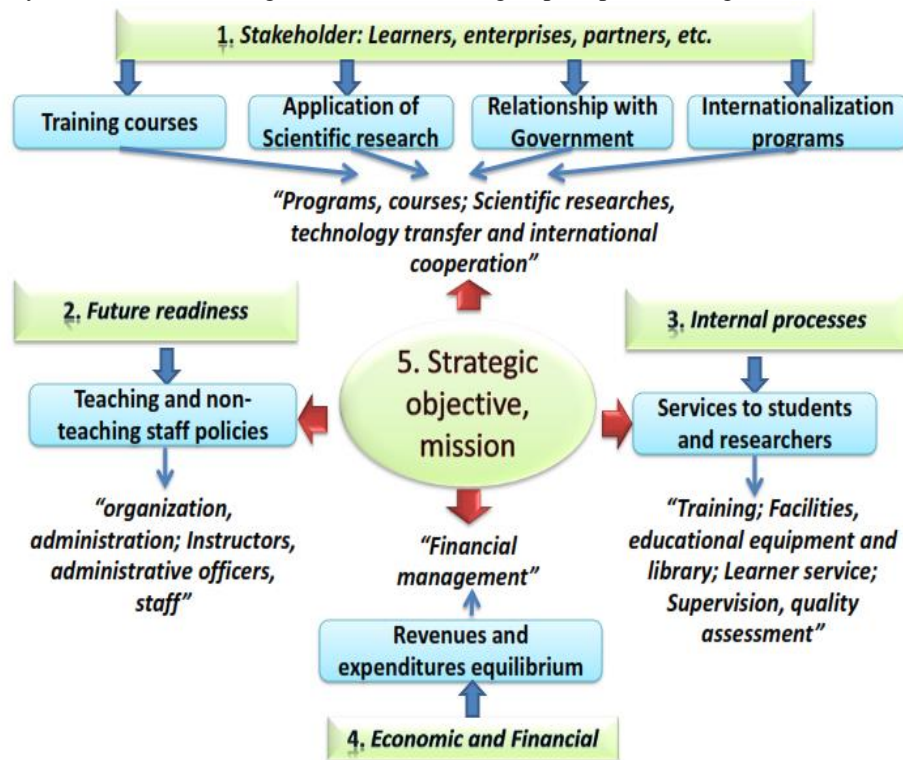 1. Stakeholder: Learners, enterprises, partners, etc.
Training courses
Application of
Scientific research
Relationship with
Government
Internationalization
programs
“Programs, courses; Scientific researches,
technology transfer and international
cooperation”
2. Future readiness
3. Internal processes
5. Strategic
objective,
mission
Teaching and non-
teaching staff policies
Services to students
and researchers
“organization,
administration; Instructors,
administrative officers,
staff”
“Financial
management”
“Training; Facilities,
educational equipment and
library; Learner service;
Supervision, quality
assessment”
Revenues and
expenditures equilibrium
4. Economic and Financial